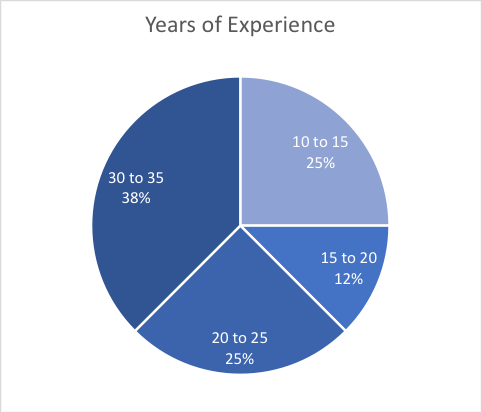 Years of Experience
10 to 15
25%
15 to 20
12%
20 to 25
25%
30 to 35
38%